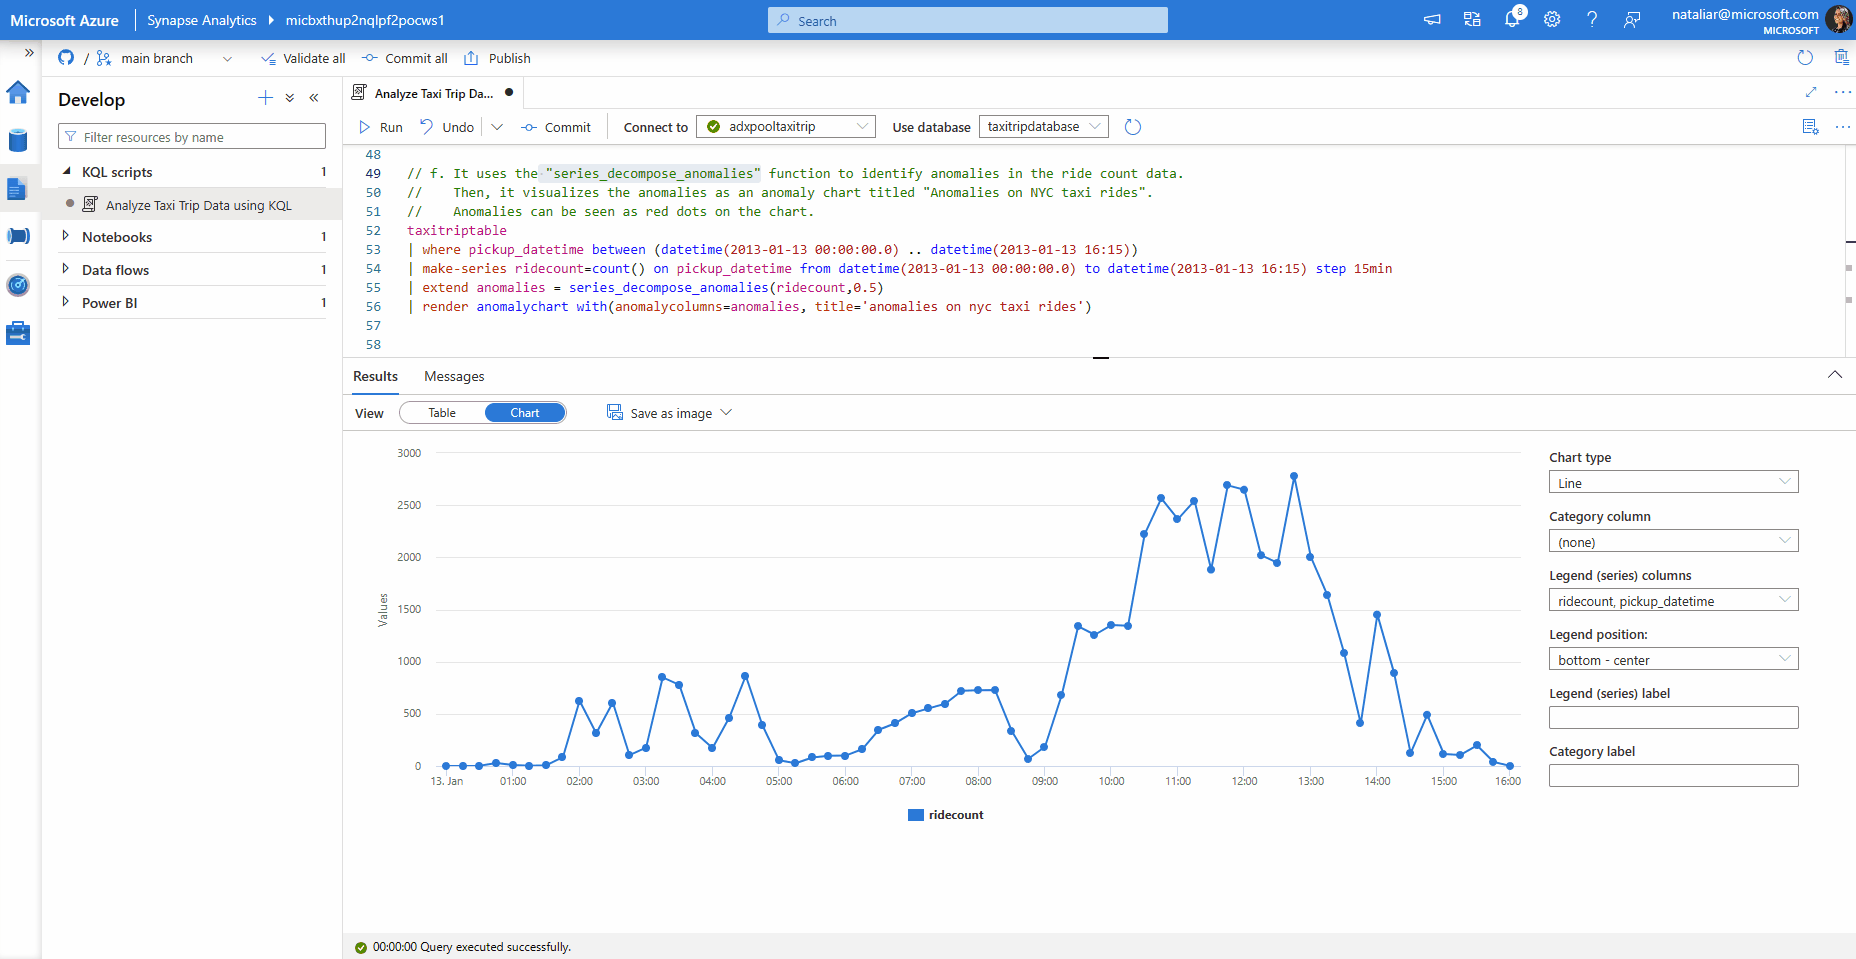 Microsoft Azure
Synapse Analytics
micbxthup2nqlpf2pocws1
Search
8
nataliar@microsoft.com
MICROSOFT
/ main branch
Validate all
Commit all
Publish
Develop
Filter resources by name
KQL scripts 1
Analyze Taxi Trip Data using KQL
Notebooks 1
Data flows 1
Power BI 1
Analyze Taxi Trip Da...
Run
Undo
Commit
Connect to
adxpooltaxitrip
Use database
taxitripdatabase
48
49 // f. It uses the "series_decompose_anomalies" function to identify anomalies in the ride count data.
50 // Then, it visualizes the anomalies as an anomaly chart titled "Anomalies on NYC taxi rides".
51 // Anomalies can be seen as red dots on the chart.
52 taxitriptable
53 | where pickup_datetime between (datetime(2013-01-13 00:00:00.0) .. datetime(2013-01-13 16:15))
54 | make-series ridecount=count() on pickup_datetime from datetime(2013-01-13 00:00:00.0) to datetime(2013-01-13 16:15) step 15min
55 | extend anomalies = series_decompose_anomalies(ridecount,0.5)
56 | render anomalychart with(anomalycolumns=anomalies, title='anomalies on nyc taxi rides')
57
58
Results
Messages
View
Table
Chart
Save as image
3000
2500
2000
1500
1000
500
0
Values
13. Jan 01:00 02:00 03:00 04:00 05:00 06:00 07:00 08:00 09:00 10:00 11:00 12:00 13:00 14:00 15:00 16:00
ridecount
Chart type
Line
Category column
(none)
Legend (series) columns
ridecount, pickup_datetime
Legend position:
bottom - center
Legend (series) label
Category label
00:00:00 Query executed successfully.